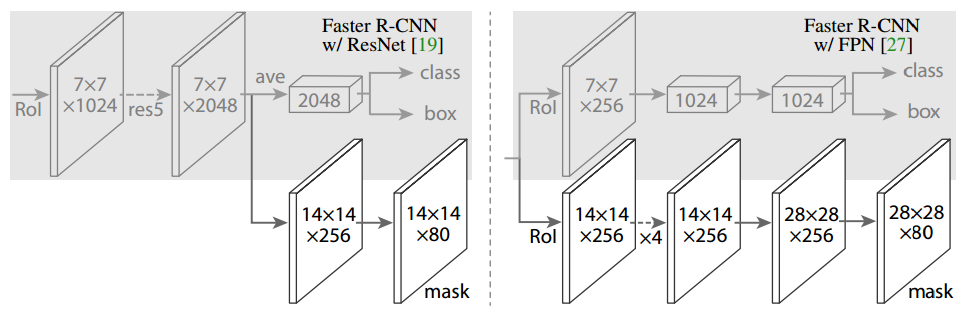 Faster R-CNN
w/ ResNet [19]
RoI
7×7
×1024
res5
7×7
×2048
ave
2048
class
box
14×14
×256
14×14
×80
mask
Faster R-CNN
w/ FPN [27]
RoI
7×7
×256
1024
1024
class
box
RoI
14×14
×256
×4
14×14
×256
28×28
×256
28×28
×80
mask